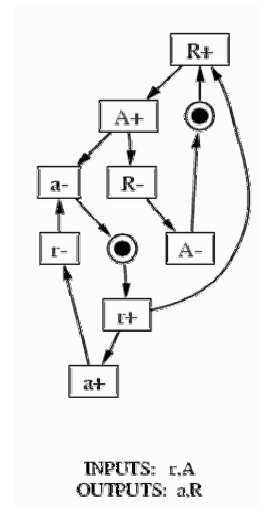 R+
A+
a-
R-
r-
A-
r+
a+
INPUTS: r,A
OUTPUTS: a,R